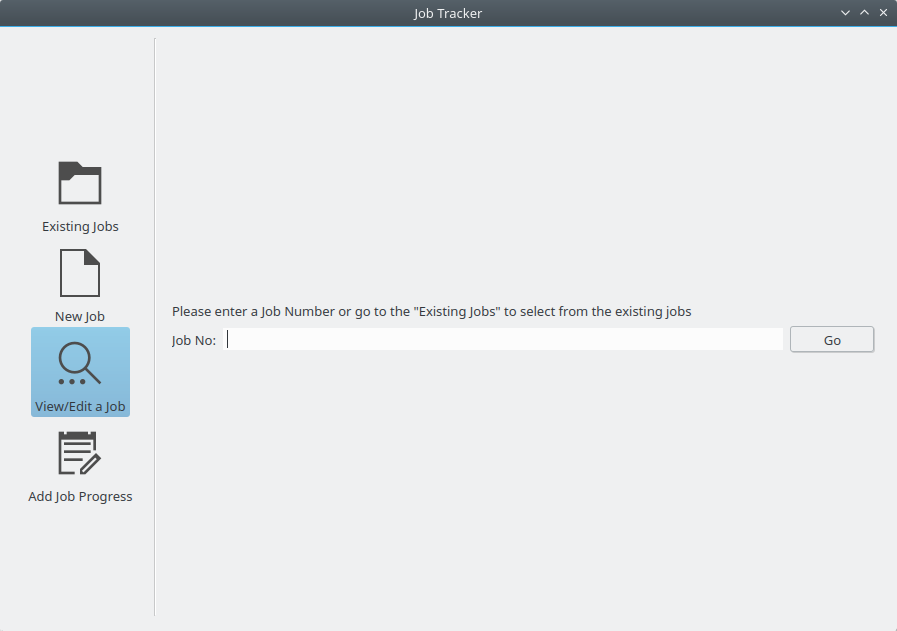 Job Tracker
Existing Jobs
New Job
View/Edit a Job
Add Job Progress
Please enter a Job Number or go to the "Existing Jobs" to select from the existing jobs
Job No:
Go